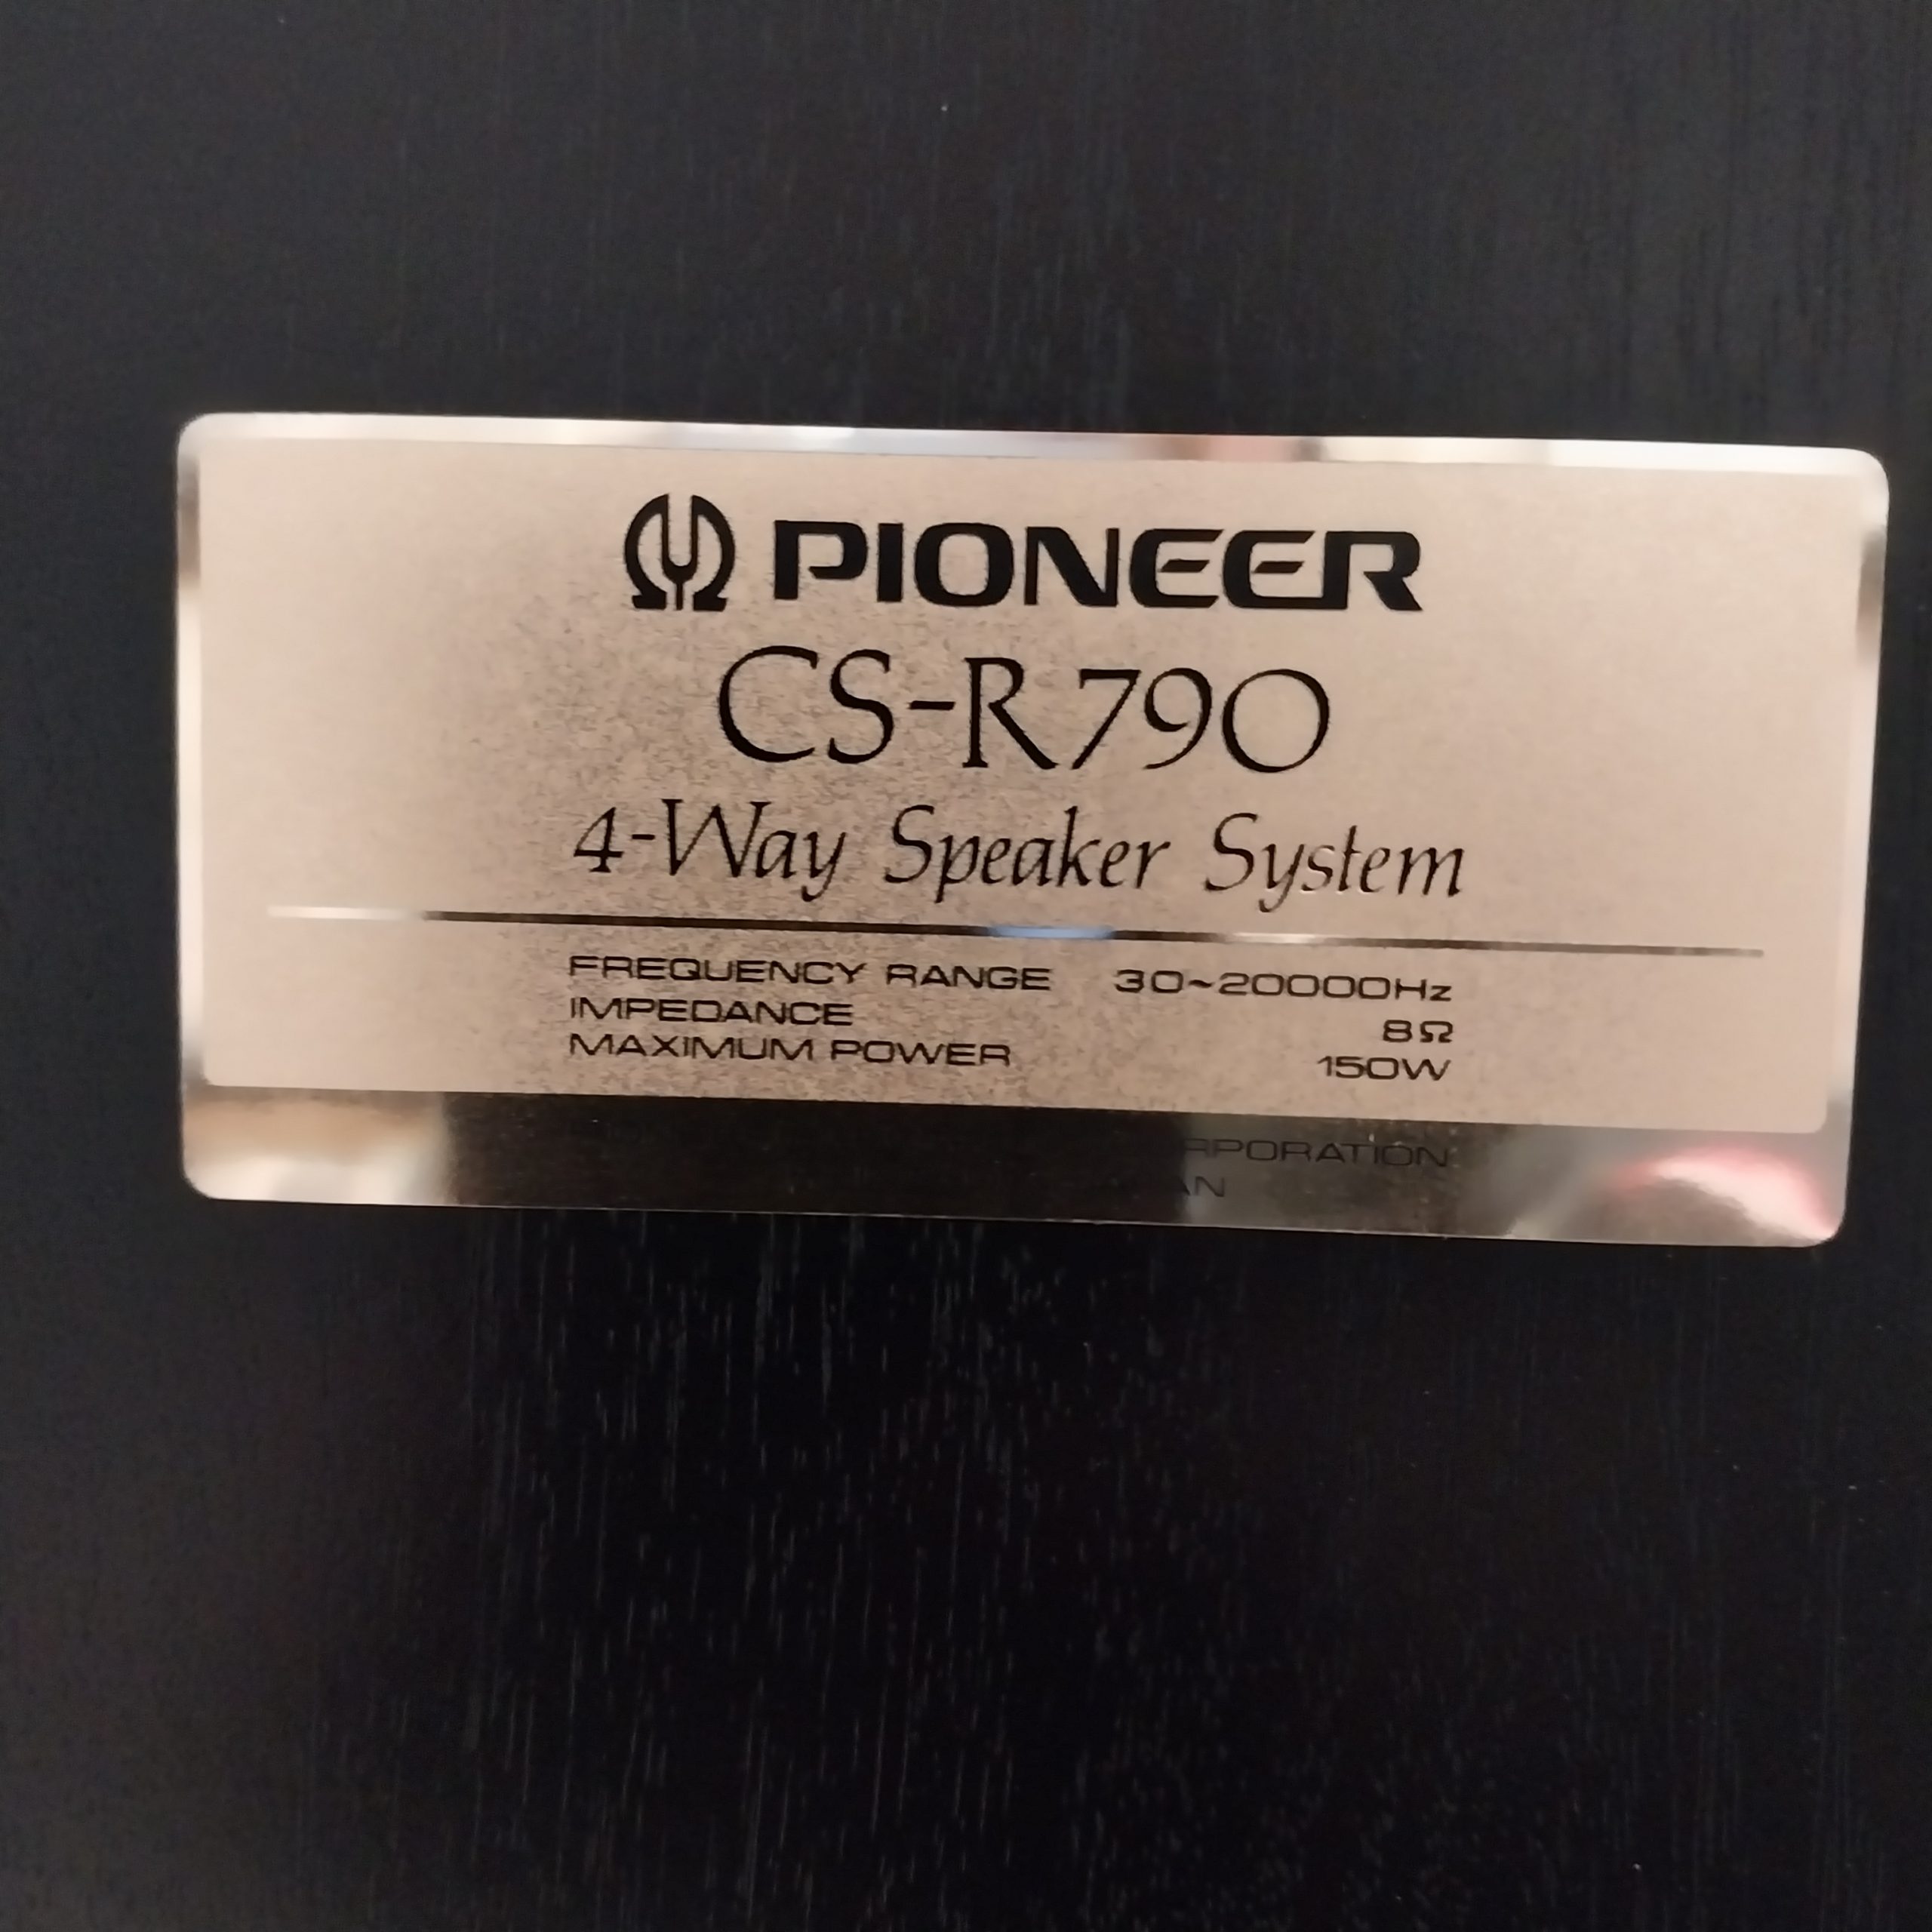 PIONEER
CS-R790
4-Way Speaker System
FREQUENCY RANGE 30~20000Hz
IMPEDANCE 8Ω
MAXIMUM POWER 150W